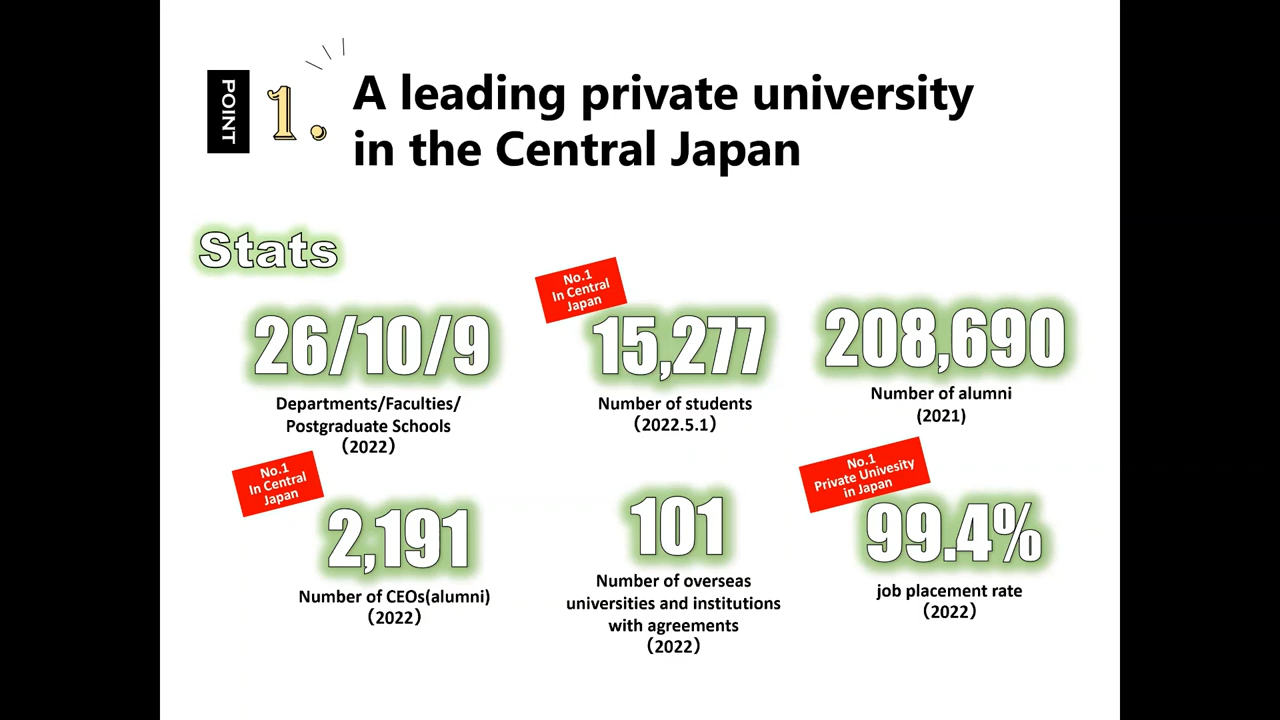 POINT
1.
A leading private university
in the Central Japan
Stats
26/10/9
Departments/Faculties/
Postgraduate Schools
(2022)
No.1
In Central
Japan
15,277
Number of students
(2022.5.1)
208,690
Number of alumni
(2021)
No.1
In Central
Japan
2,191
Number of CEOs(alumni)
(2022)
101
Number of overseas
universities and institutions
with agreements
(2022)
No.1
Private Univesity
in Japan
99.4%
job placement rate
(2022)